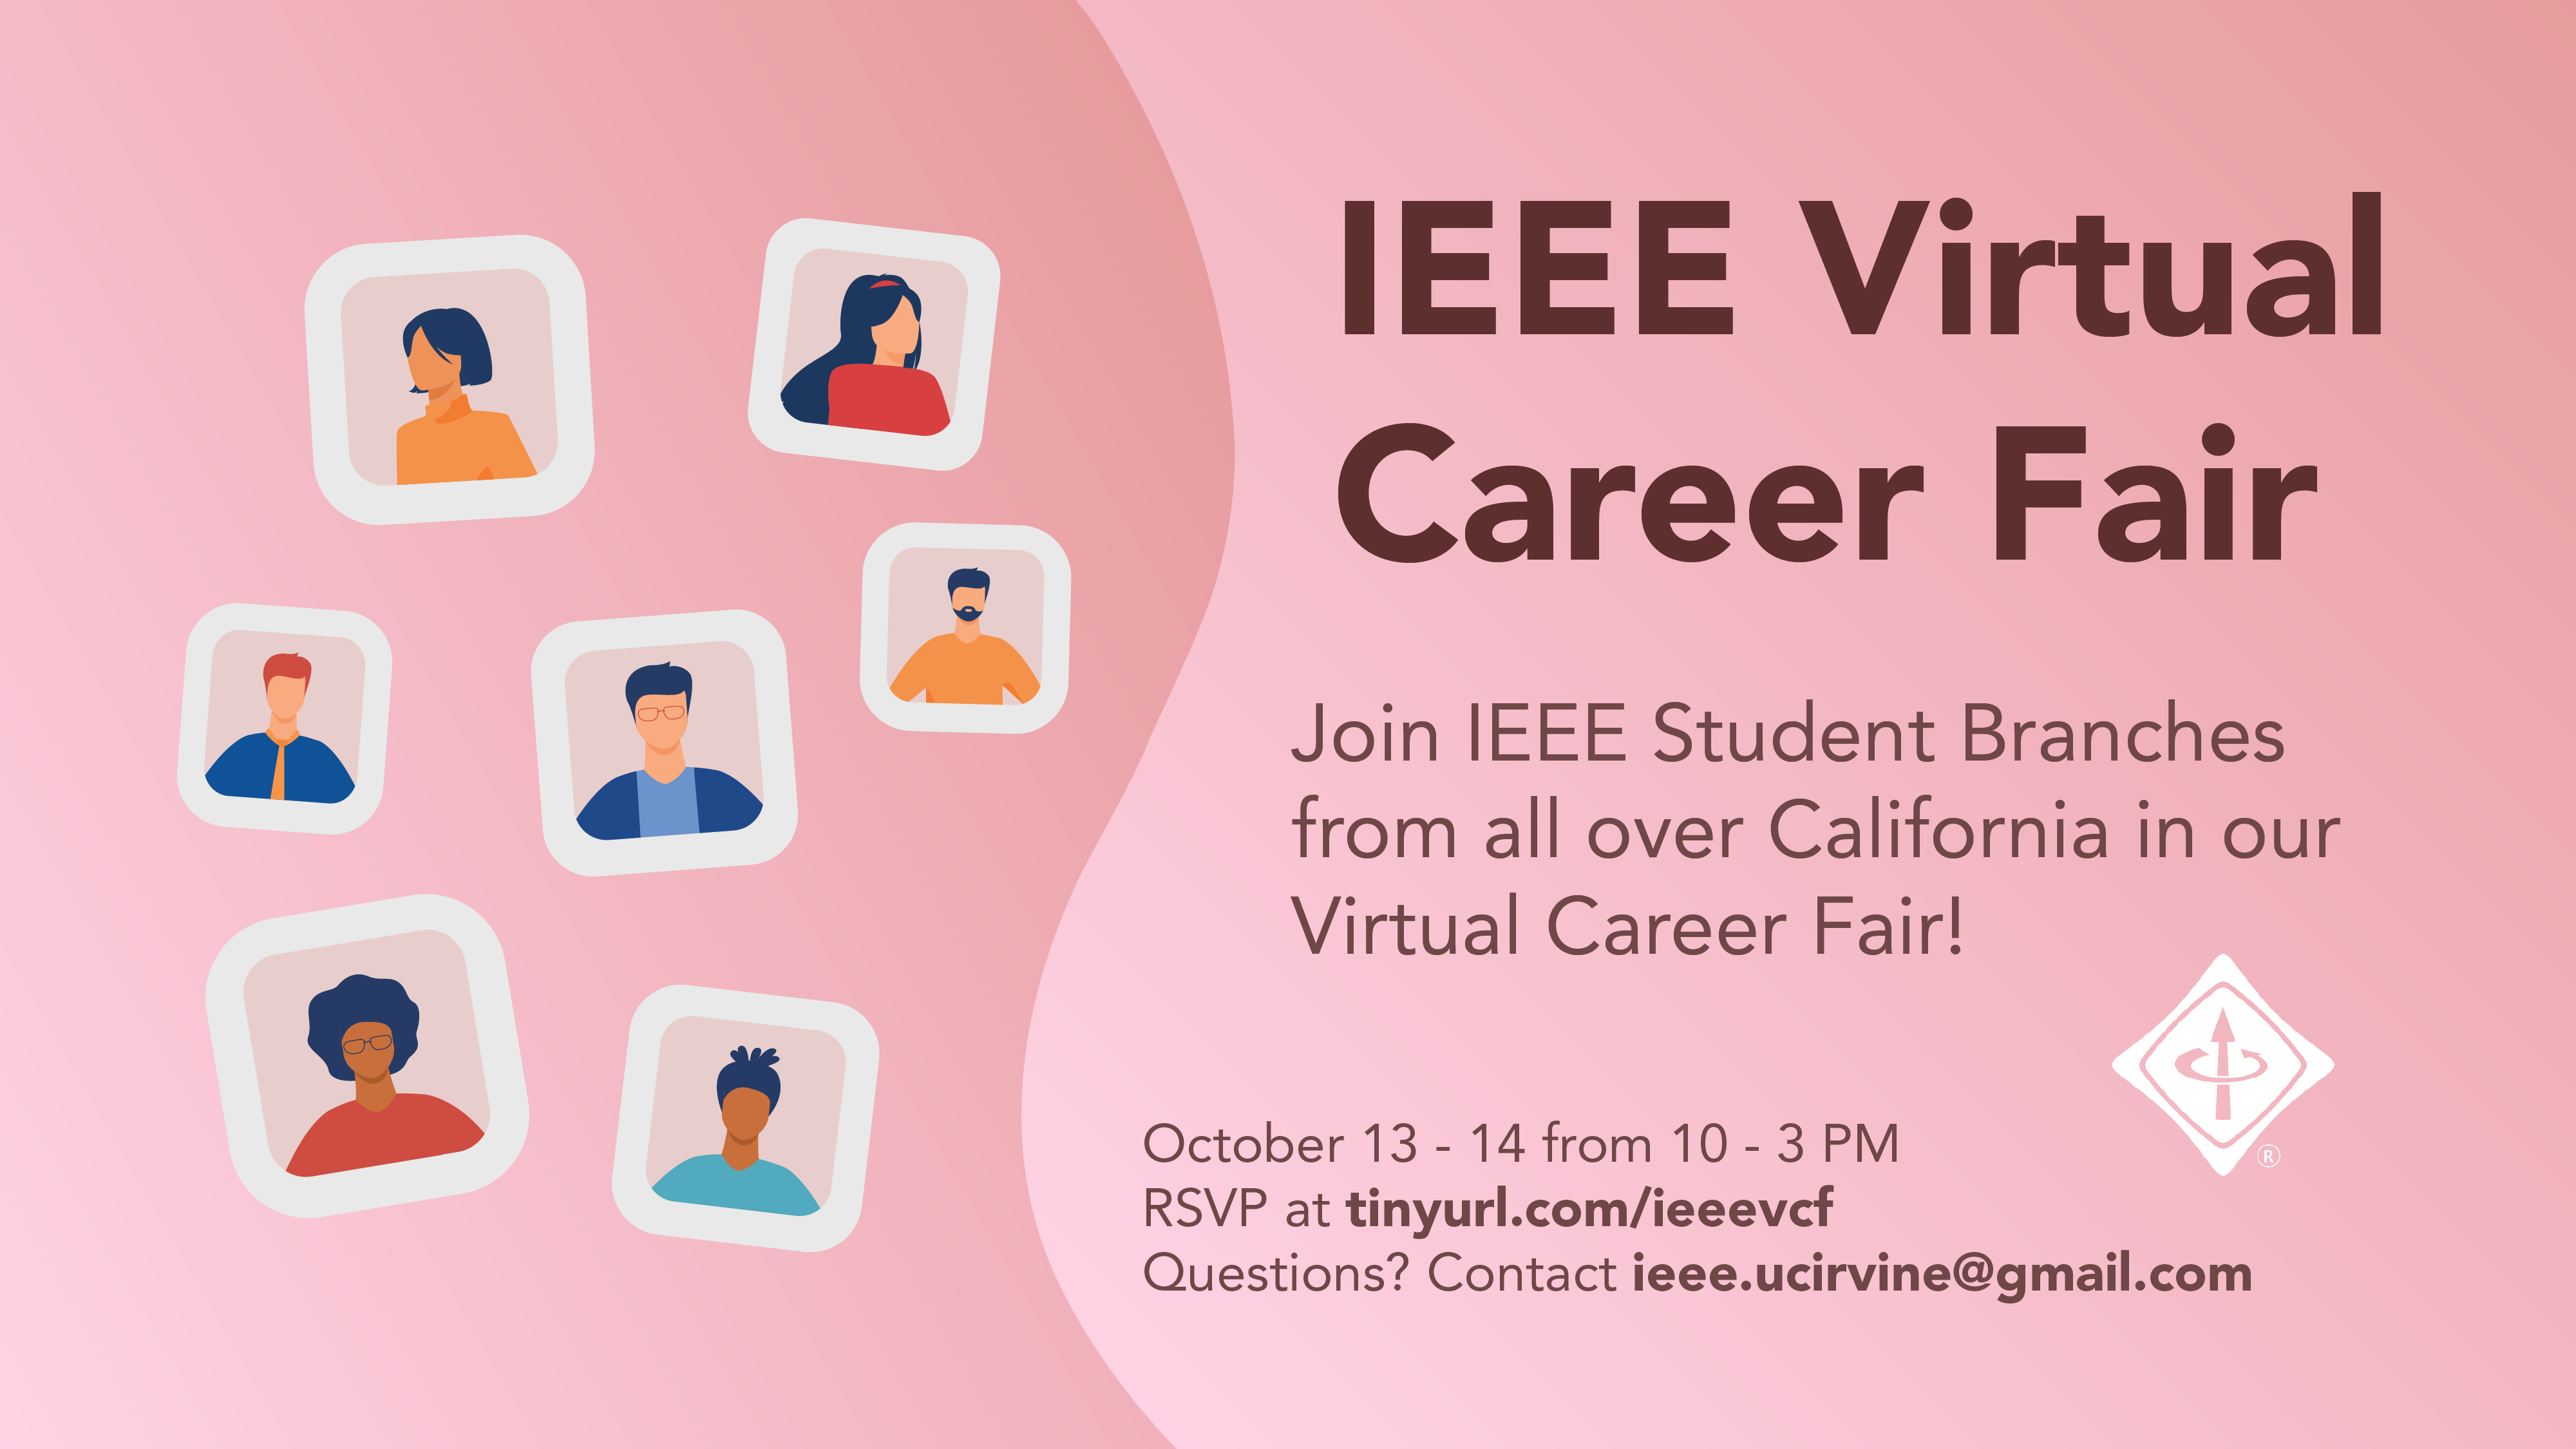 IEEE Virtual
Career Fair
Join IEEE Student Branches
from all over California in our
Virtual Career Fair!
®
October 13 - 14 from 10 - 3 PM
RSVP at tinyurl.com/ieeevcf
Questions? Contact ieee.ucirvine@gmail.com